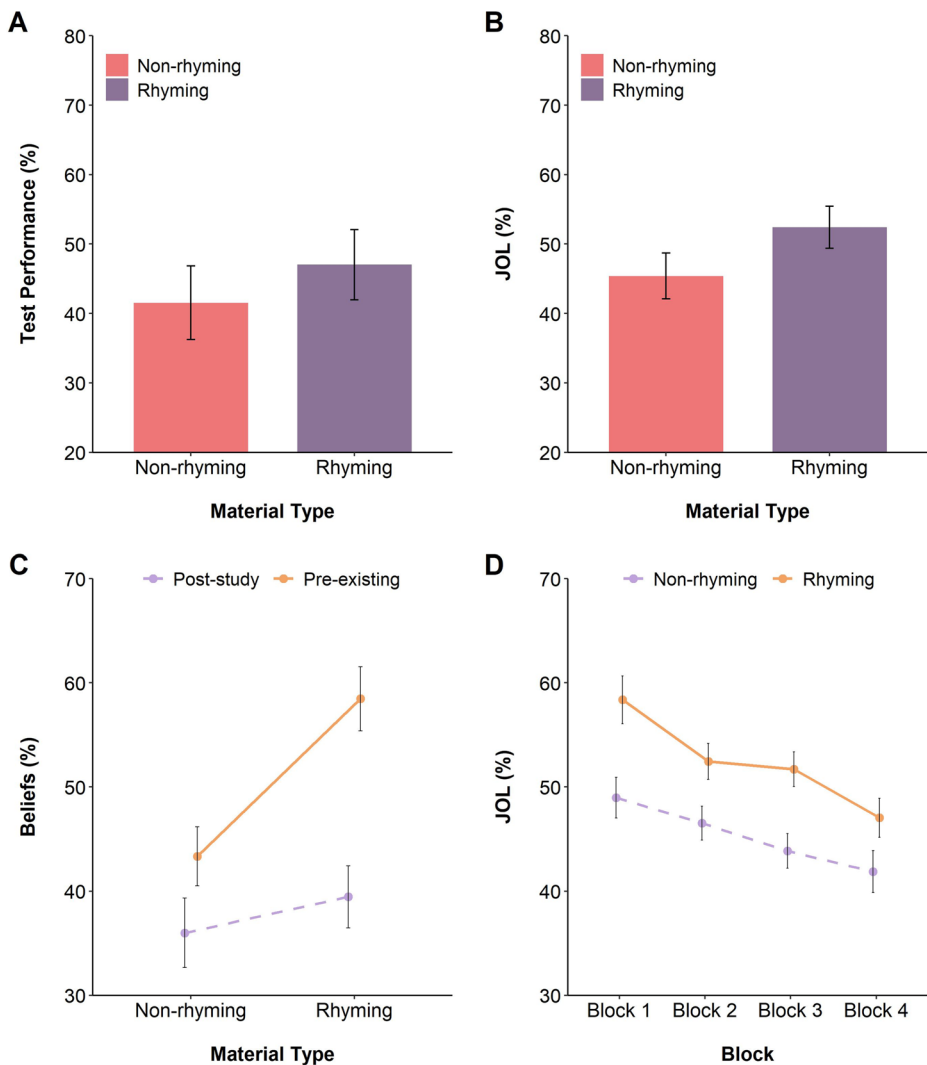 A
80
70
60
50
40
30
20
Test Performance (%)
Non-rhyming
Rhyming
Non-rhyming Rhyming
Material Type
B
80
70
60
50
40
30
20
JOL (%)
Non-rhyming
Rhyming
Non-rhyming Rhyming
Material Type
C
70
60
50
40
30
Beliefs (%)
Post-study Pre-existing
Non-rhyming Rhyming
Material Type
D
70
60
50
40
30
JOL (%)
Non-rhyming Rhyming
Block 1 Block 2 Block 3 Block 4
Block